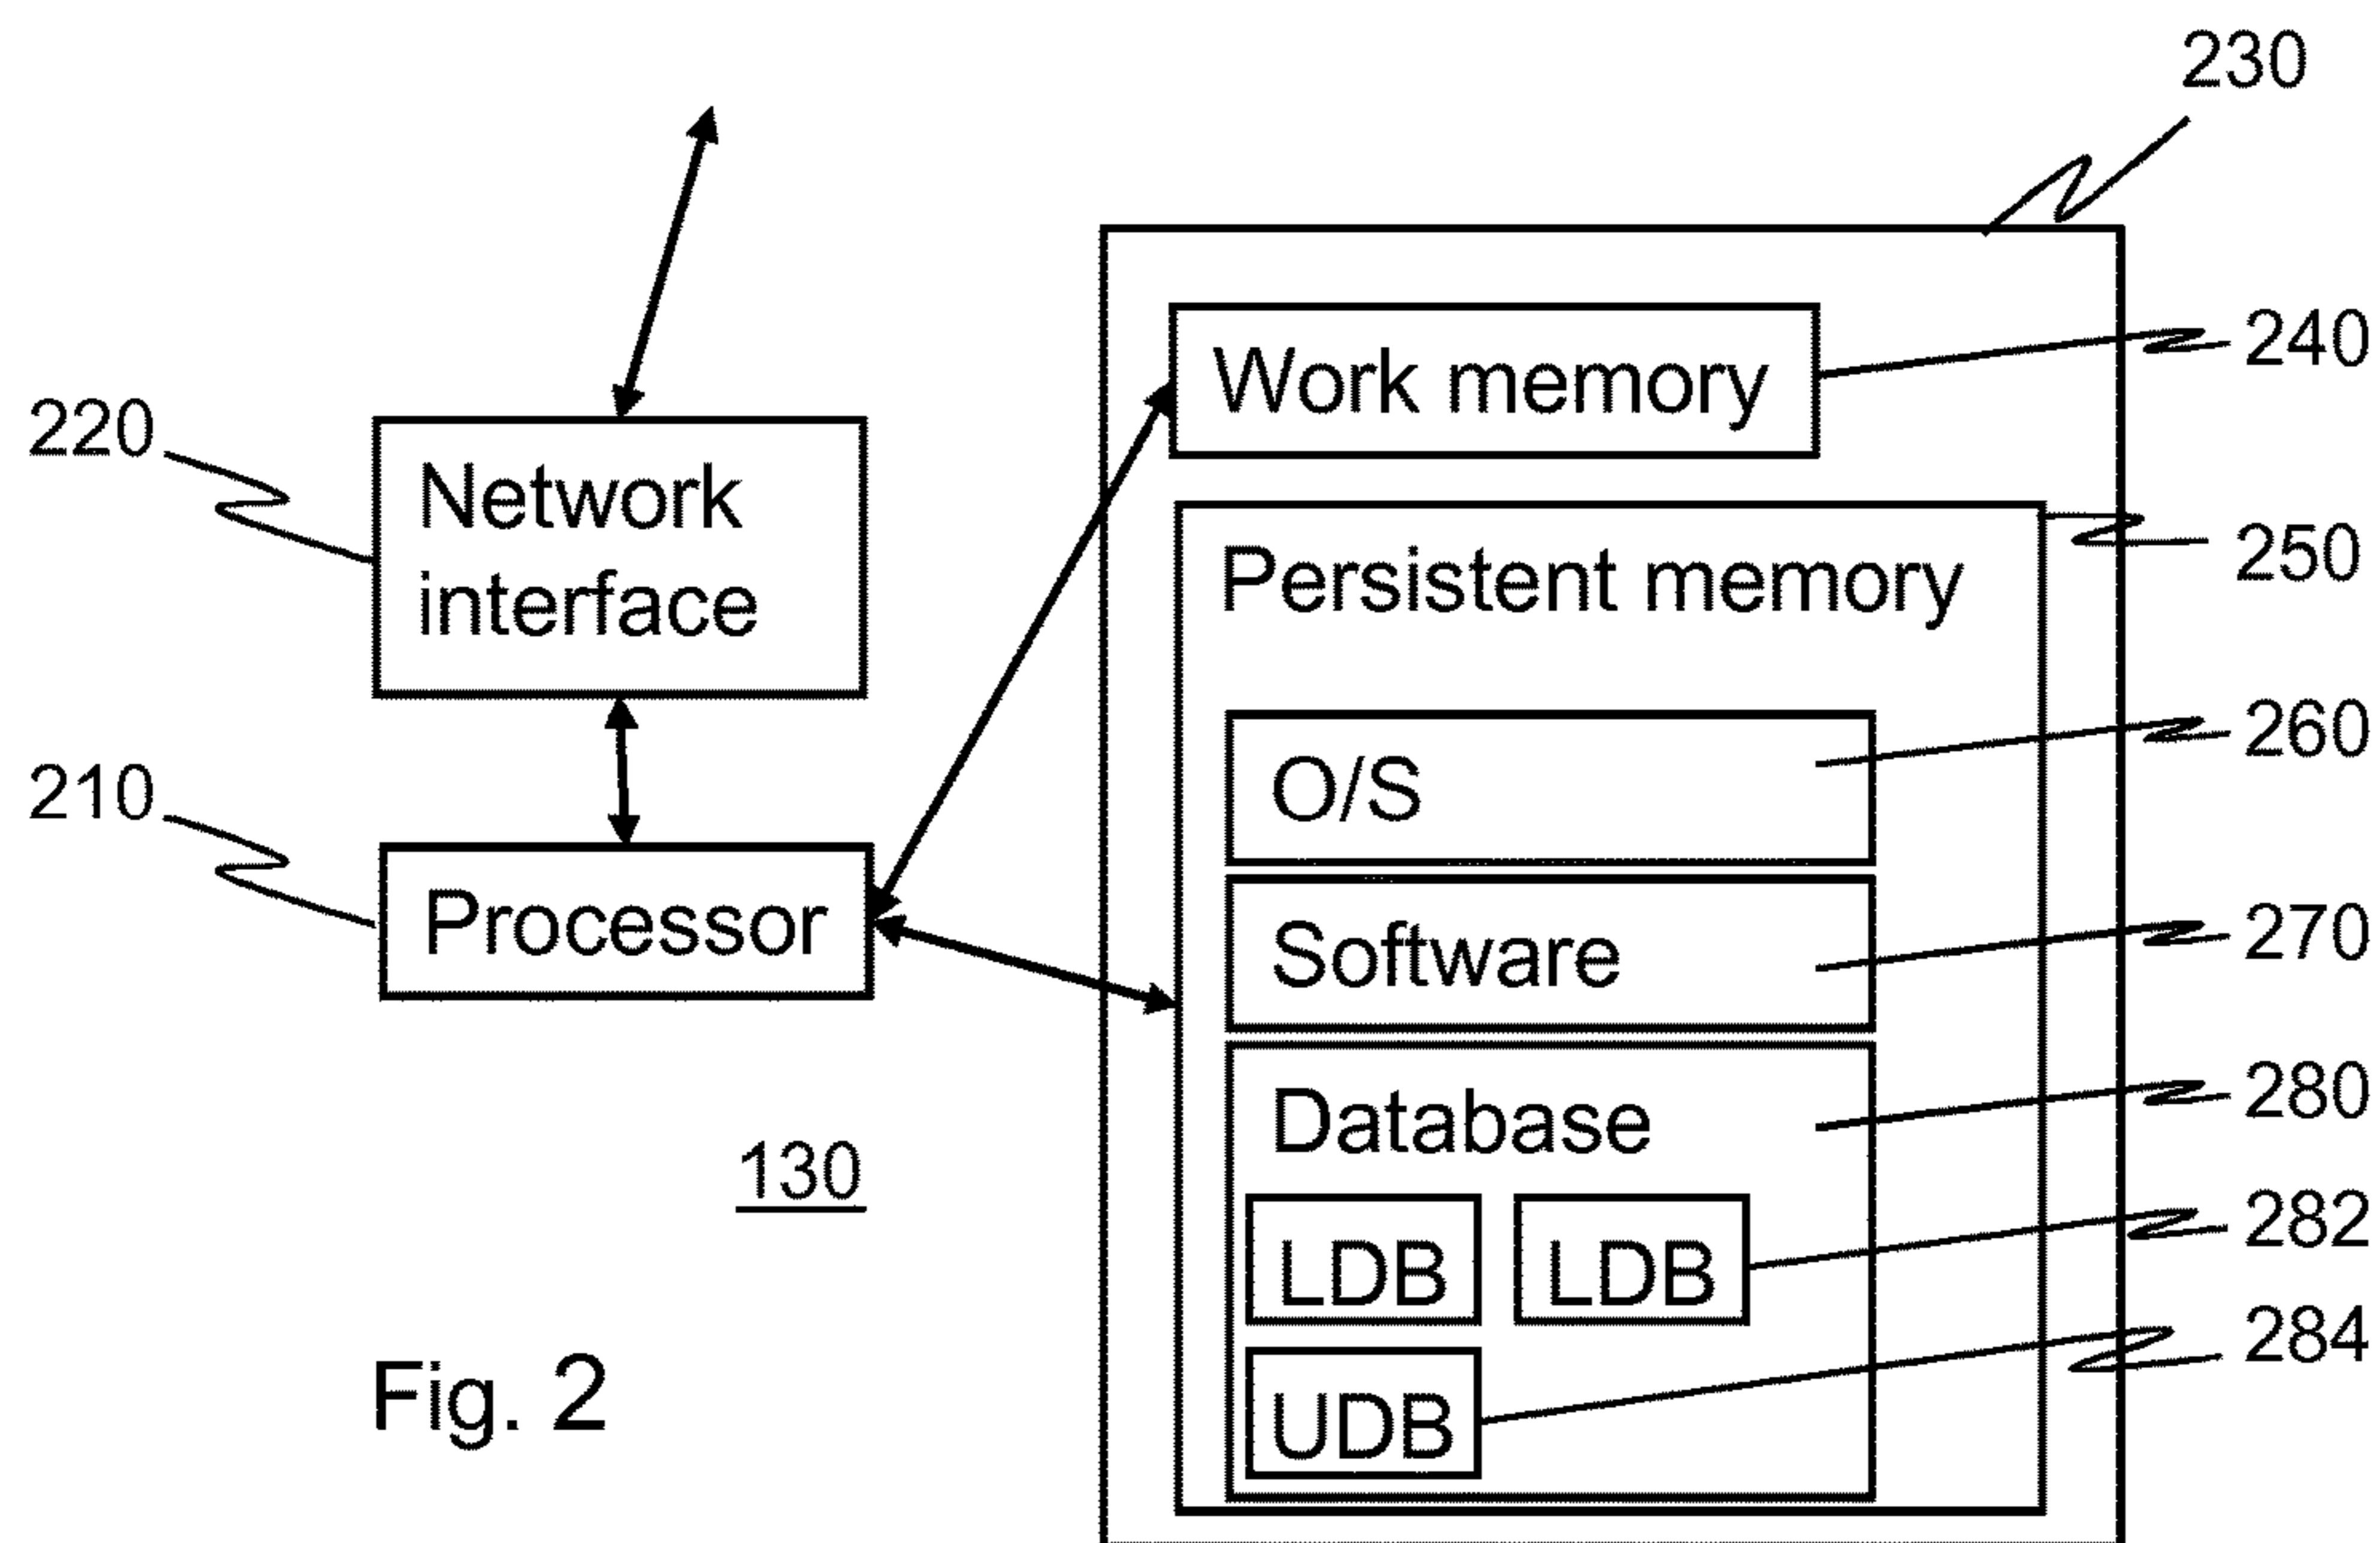 230
Work memory
240
220
Network
interface
Persistent memory
250
O/S
260
210
Processor
Software
270
Database
280
130
LDB LDB
282
UDB
284
Fig. 2